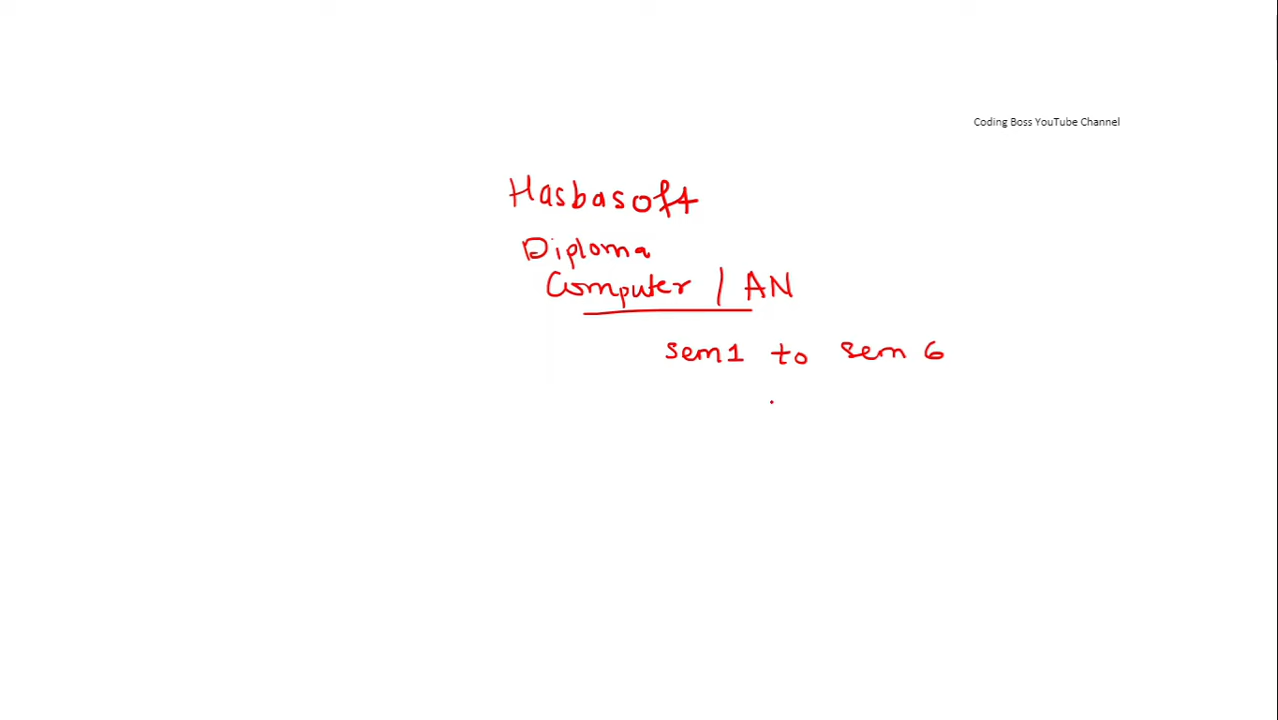 Coding Boss YouTube Channel
Hasbasoft
Diploma
Computer / AN
sem1 to sem 6